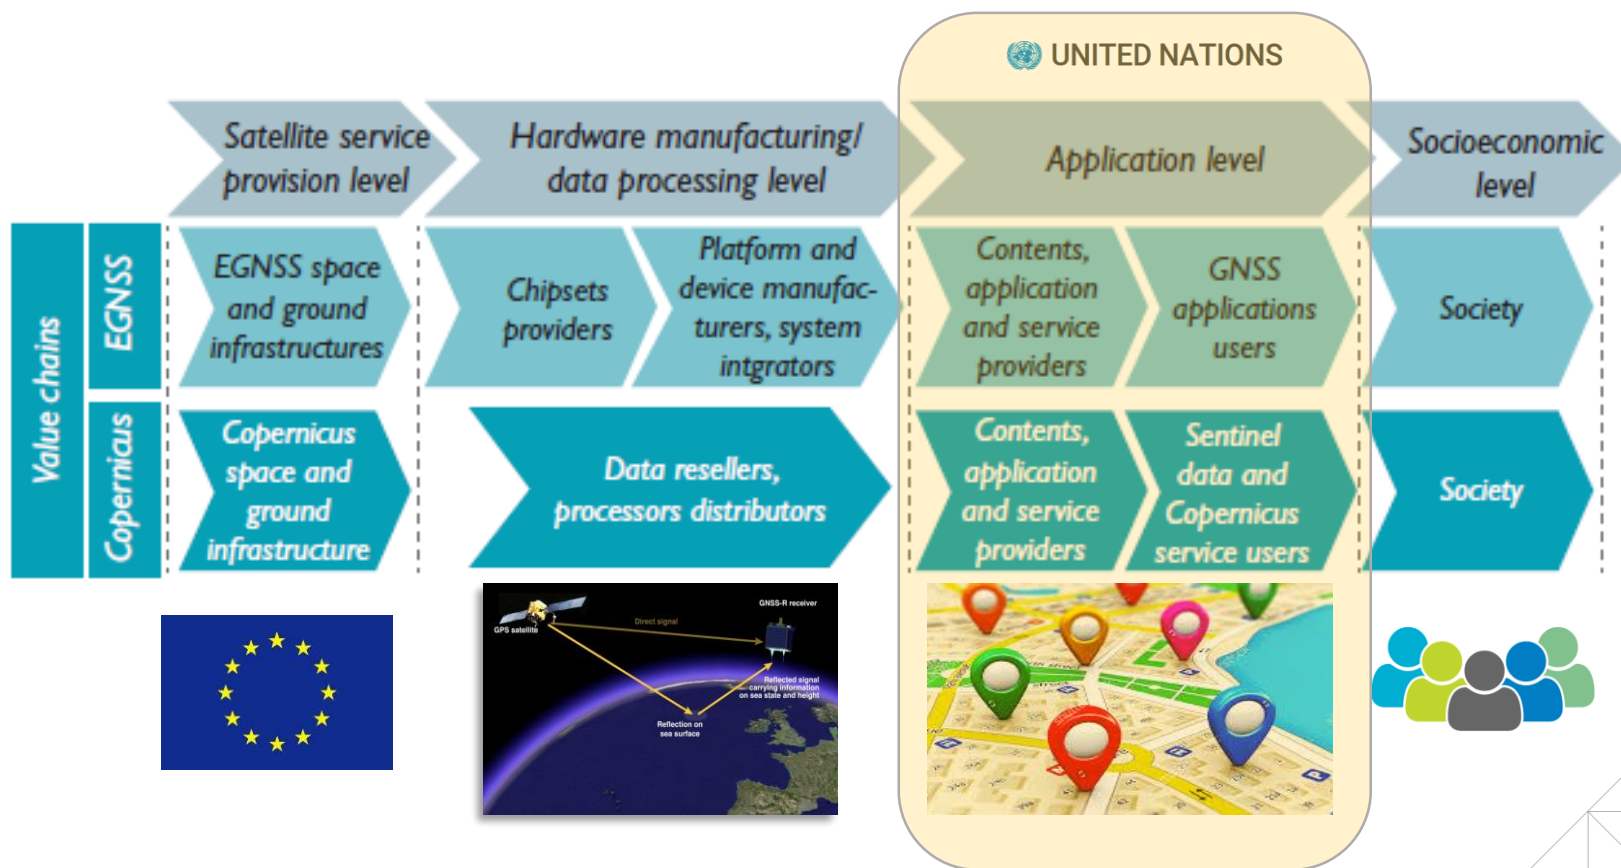 UNITED NATIONS
Satellite service
provision level
Hardware manufacturing/
data processing level
Application level
Socioeconomic
level
Value chains
EGNSS
EGNSS space
and ground
infrastructures
Chipsets
providers
Platform and
device manufac-
turers, system
intgrators
Contents,
application
and service
providers
GNSS
applications
users
Society
Copernicus
Copernicus
space and
ground
infrastructure
Data resellers,
processors distributors
Contents,
application
and service
providers
Sentinel
data and
Copernicus
service users
Society
GPS satellite
Direct signal
GNSS-R receiver
Reflected signal
carrying information
on sea state and height
Reflection on
sea surface